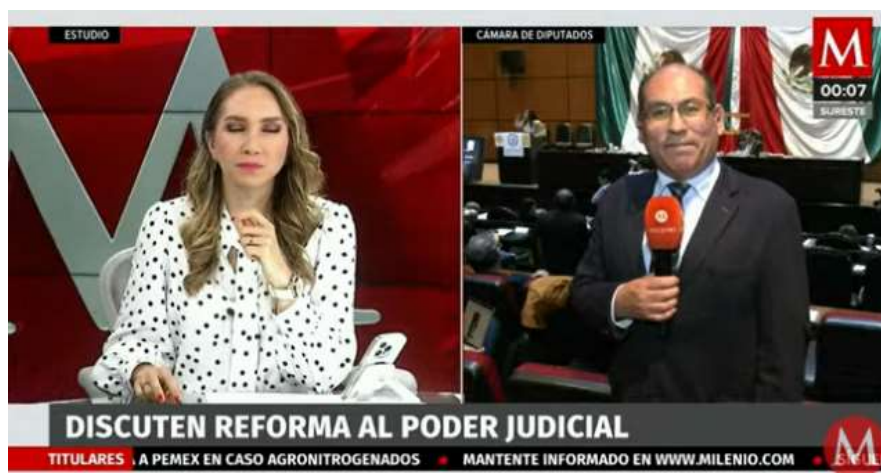 ESTUDIO
CÁMARA DE DIPUTADOS
M
00:07
SURESTE
DISCUTEN REFORMA AL PODER JUDICIAL
TITULARES
A PEMEX EN CASO AGRONITROGENADOS
MANTENTE INFORMADO EN WWW.MILENIO.COM